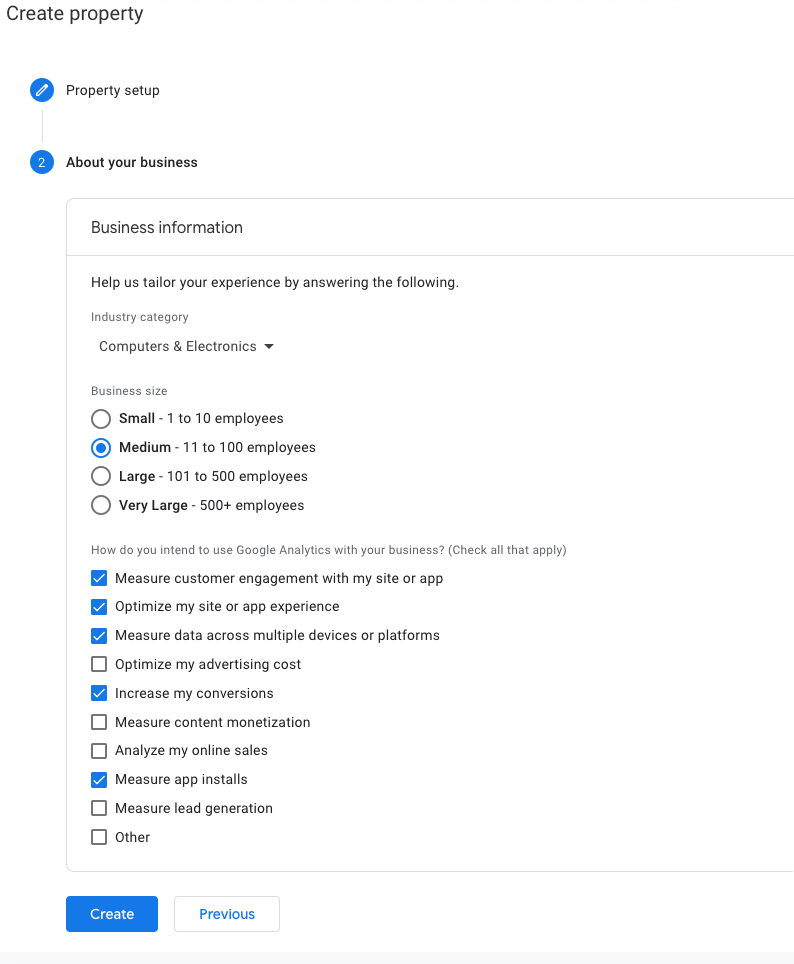 Create property
Property setup
2 About your business
Business information
Help us tailor your experience by answering the following.
Industry category
Computers & Electronics
Business size
Small - 1 to 10 employees
Medium - 11 to 100 employees
Large - 101 to 500 employees
Very Large - 500+ employees
How do you intend to use Google Analytics with your business? (Check all that apply)
Measure customer engagement with my site or app
Optimize my site or app experience
Measure data across multiple devices or platforms
Optimize my advertising cost
Increase my conversions
Measure content monetization
Analyze my online sales
Measure app installs
Measure lead generation
Other
Create Previous